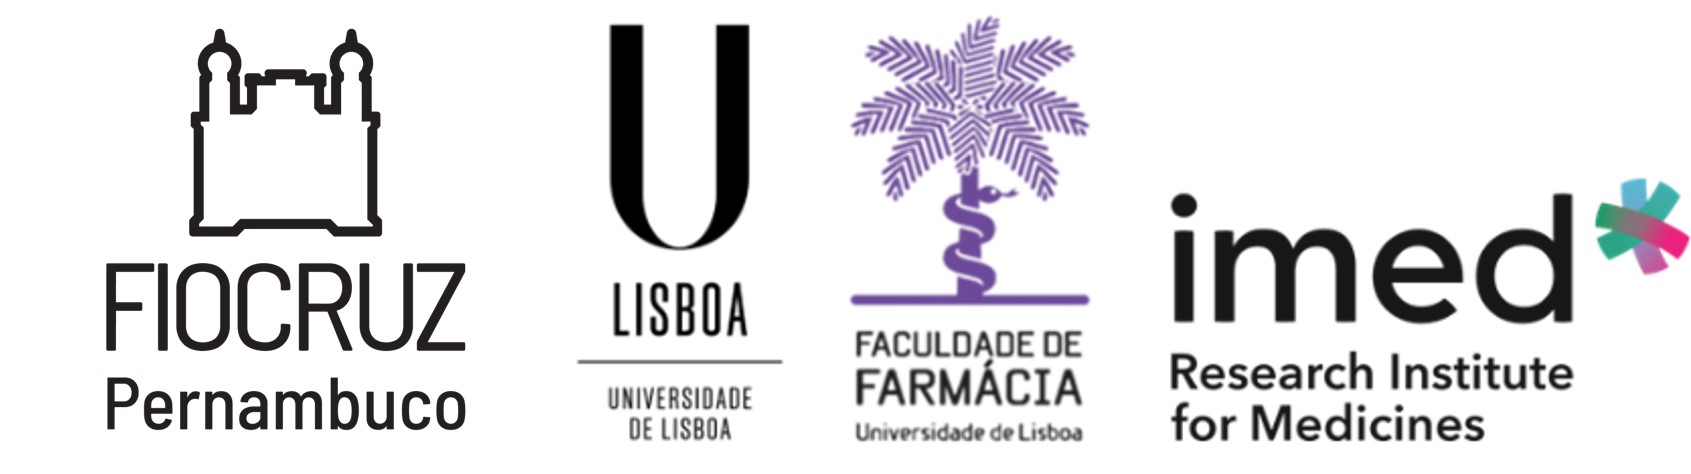 FIOCRUZ
Pernambuco
U
LISBOA
UNIVERSIDADE
DE LISBOA
FACULDADE DE
FARMÁCIA
Universidade de Lisboa
imed
Research Institute
for Medicines